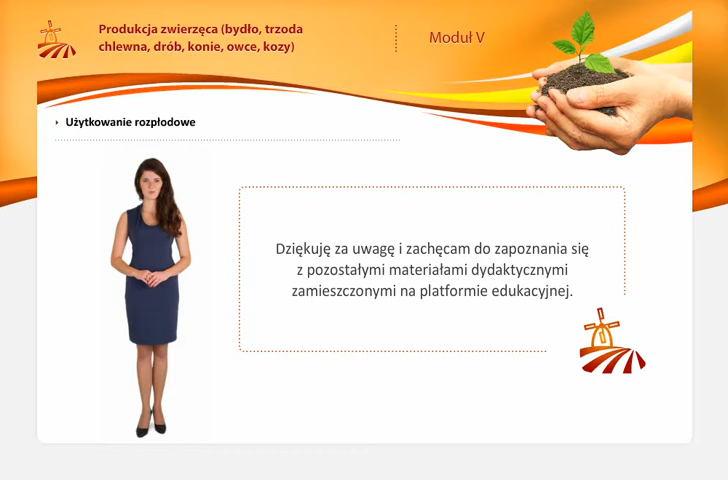 Produkcja zwierzęca (bydło, trzoda
chlewna, drób, konie, owce, kozy)
Moduł V
Użytkowanie rozpłodowe
Dziękuję za uwagę i zachęcam do zapoznania się
z pozostałymi materiałami dydaktycznymi
zamieszczonymi na platformie edukacyjnej.